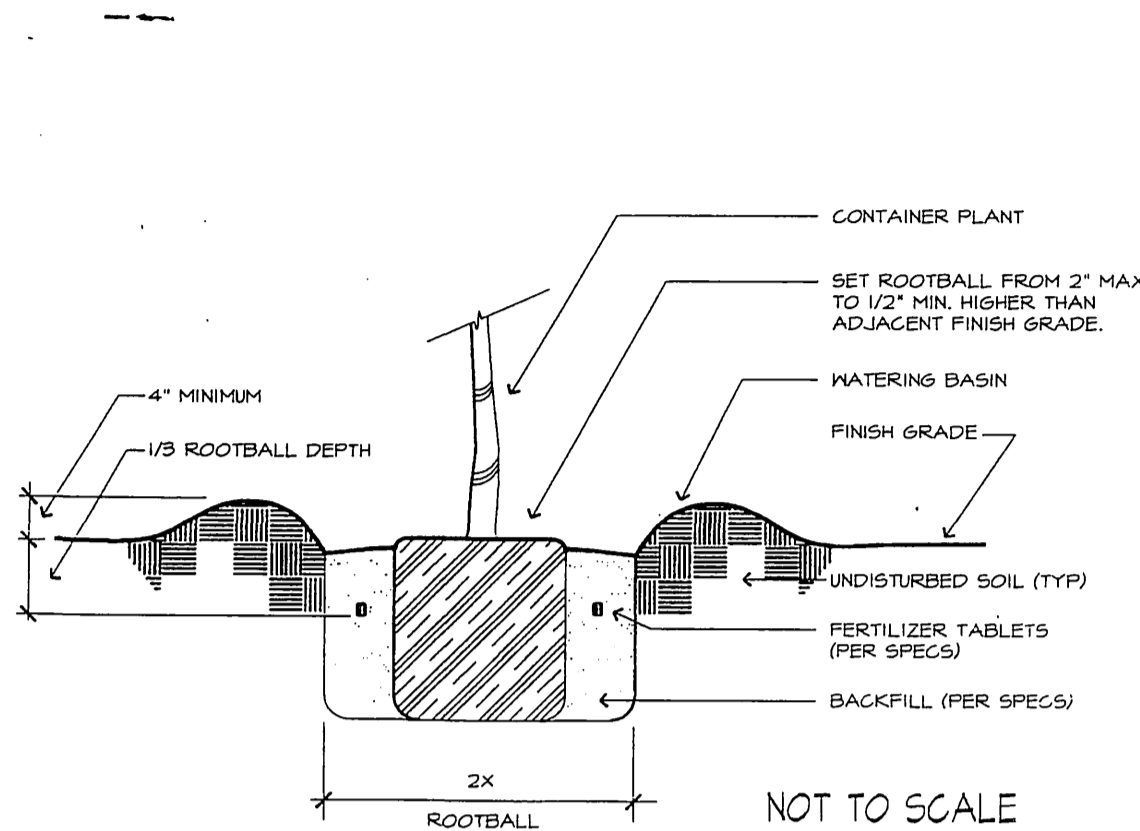 CONTAINER PLANT
SET ROOTBALL FROM 2" MAX
TO 1/2" MIN. HIGHER THAN
ADJACENT FINISH GRADE.
WATERING BASIN
4" MINIMUM
FINISH GRADE
1/3 ROOTBALL DEPTH
UNDISTURBED SOIL (TYP)
FERTILIZER TABLETS
(PER SPECS)
BACKFILL (PER SPECS)
2X
ROOTBALL
NOT TO SCALE